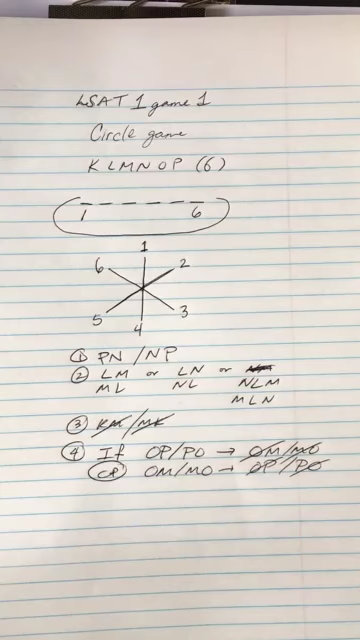 LSAT 1 game 1
Circle game
K L M N O P (6)
1 6
1
6 2
5 3
4
① PN / NP
② LM or LN or
ML NL NLM
MLN
③ KM/MK
④ If OP/PO → OM/MO
CP OM/MO → OP/PO